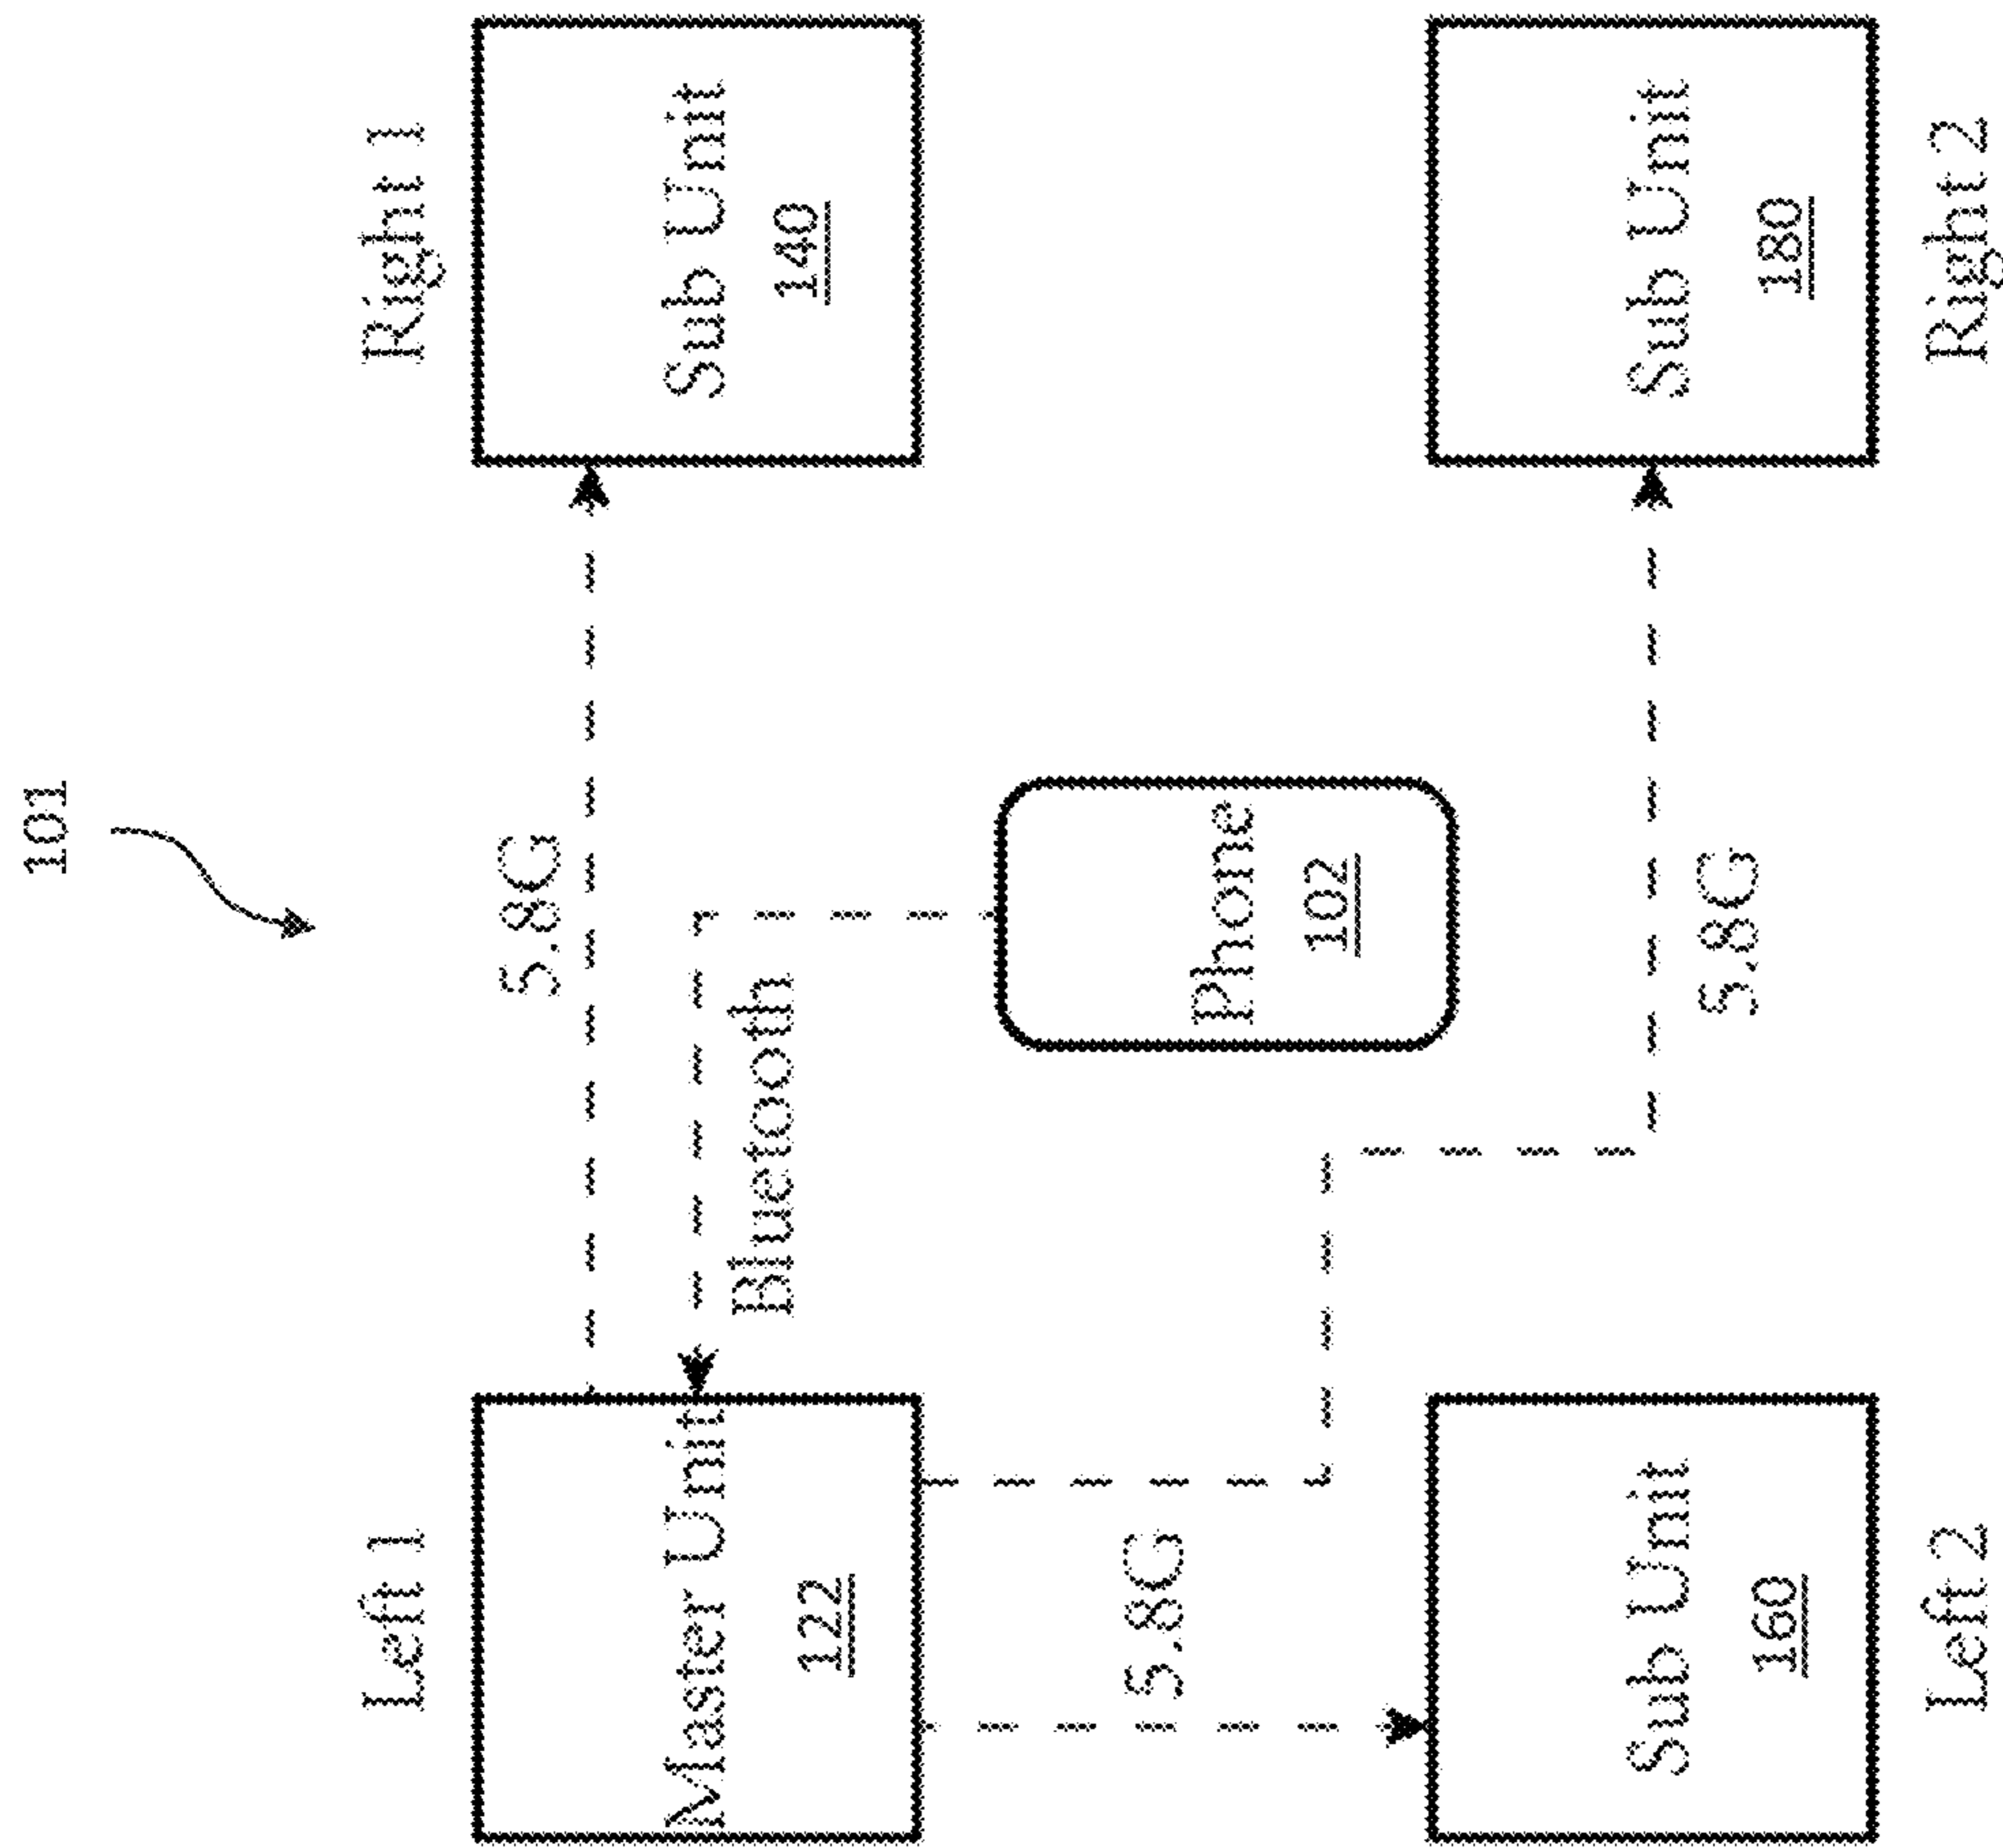 101
Left 1
Right 1
5.8G
Master Unit
122
Sub Unit
140
Bluetooth
Phone
102
5.8G
Sub Unit
160
Sub Unit
180
5.8G
Left 2
Right 2